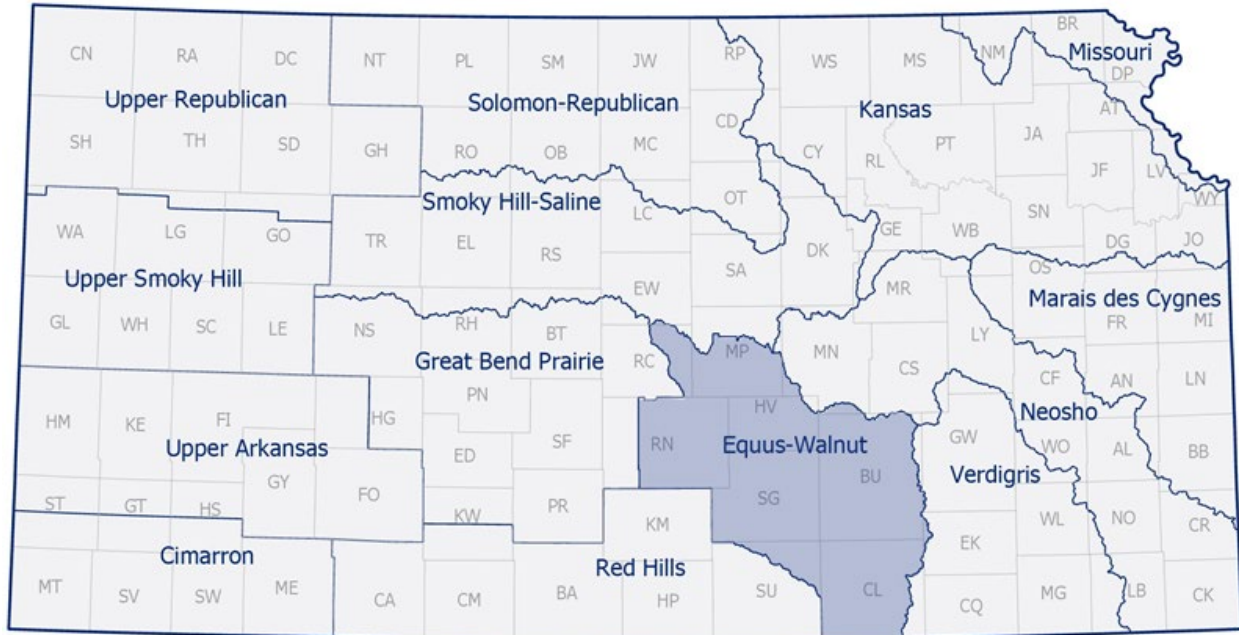 BR
CN RA DC NT PL SM JW RP WS MS NM Missouri
DP
Upper Republican Solomon-Republican Kansas AT
CD
SH TH SD GH RO OB MC CY RL PT JA JF LV
OT WY
Smoky Hill-Saline
LC SN
WA LG GO TR EL RS GE WB DG JO
DK
SA OS
Upper Smoky Hill EW MR Marais des Cygnes
GL WH SC LE NS RH BT LY FR MI
Great Bend Prairie RC MP MN CS
CF AN LN
PN
HM KE FI HG HV Neosho
Upper Arkansas SF RN Equus-Walnut GW WO AL BB
ED
GY FO BU Verdigris
ST GT HS KW PR SG WL NO CR
KM
Cimarron Red Hills EK
MT SV SW ME CA CM BA HP SU CL CQ MG LB CK